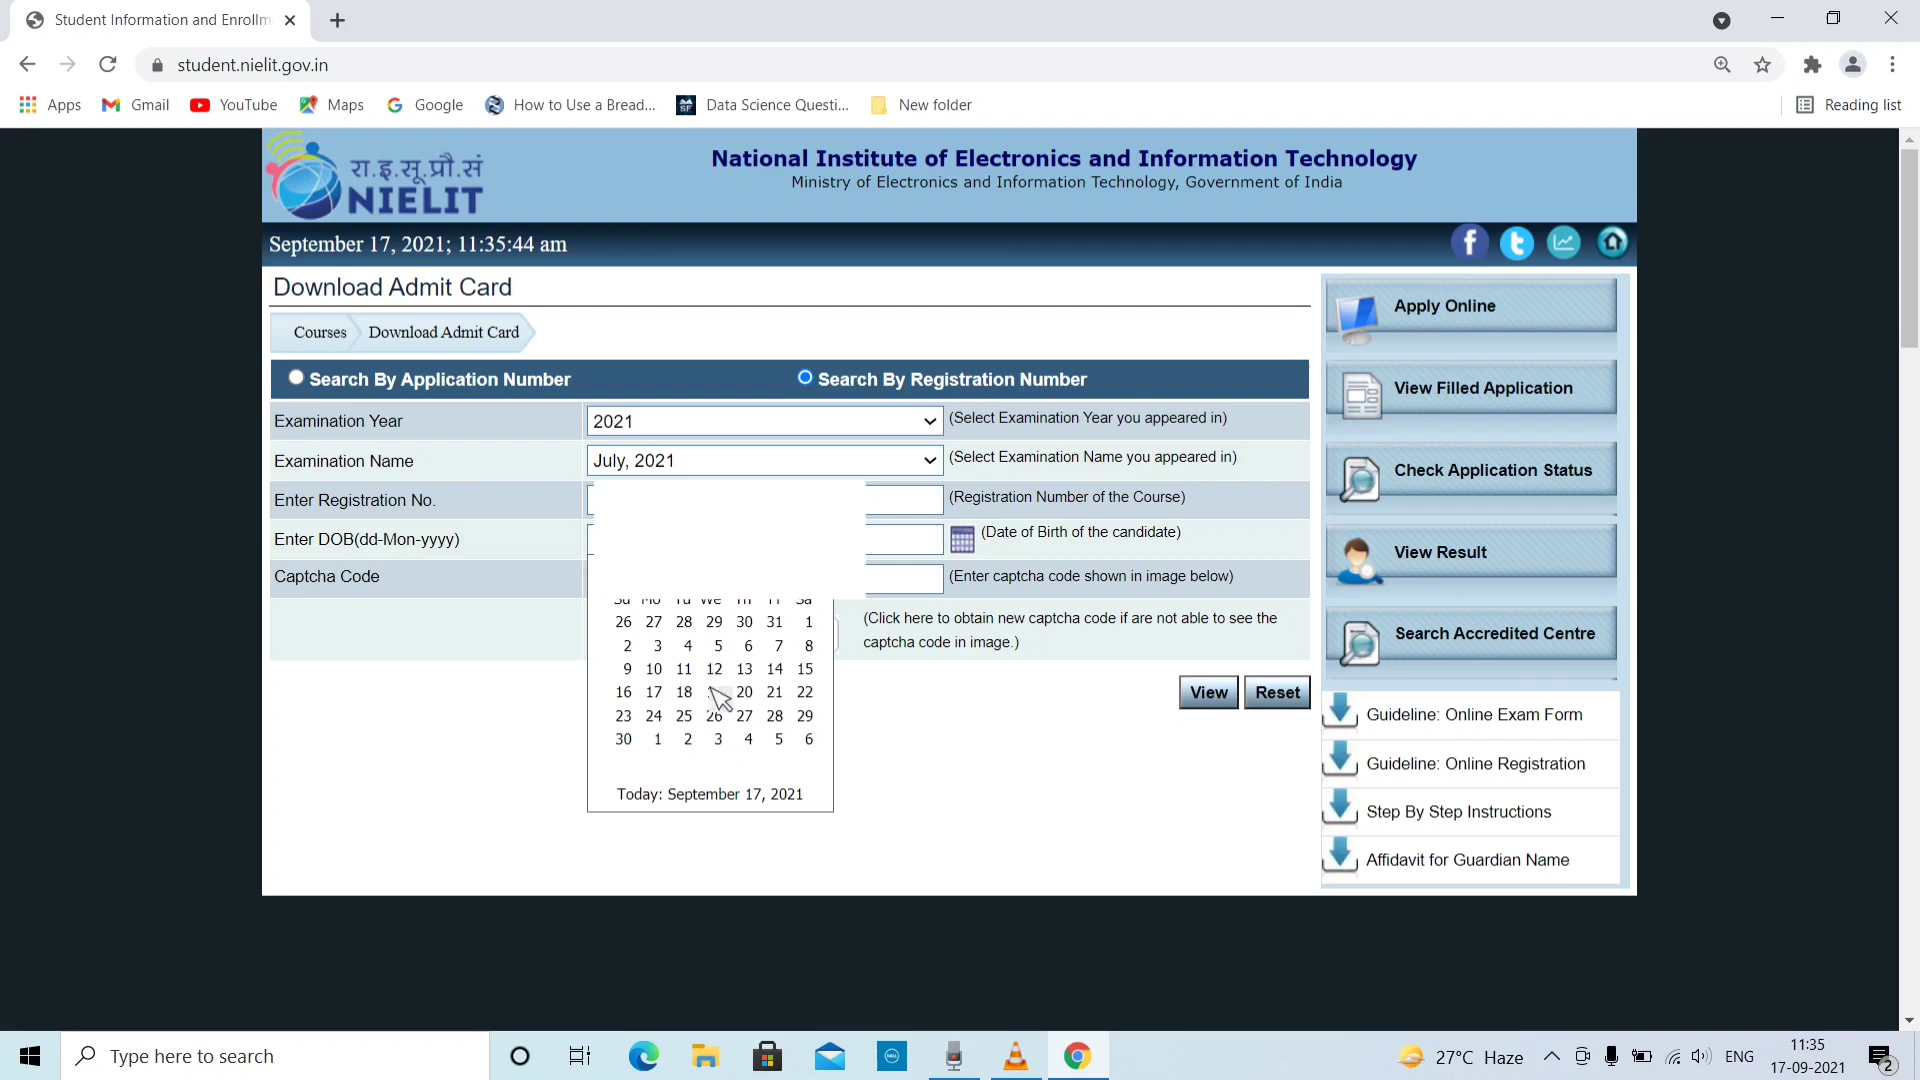 Student Information and Enrollm
student.nielit.gov.in
Apps Gmail YouTube Maps Google How to Use a Bread... Data Science Questi... New folder Reading list
रा.इ.सू.प्रौ.सं
NIELIT
National Institute of Electronics and Information Technology
Ministry of Electronics and Information Technology, Government of India
September 17, 2021; 11:35:44 am
Download Admit Card
Courses Download Admit Card
Search By Application Number Search By Registration Number
Examination Year 2021 (Select Examination Year you appeared in)
Examination Name July, 2021 (Select Examination Name you appeared in)
Enter Registration No. (Registration Number of the Course)
Enter DOB(dd-Mon-yyyy) (Date of Birth of the candidate)
Captcha Code (Enter captcha code shown in image below)
Su Mo Tu We Th Fr Sa
26 27 28 29 30 31 1
2 3 4 5 6 7 8
9 10 11 12 13 14 15
16 17 18 20 21 22
23 24 25 26 27 28 29
30 1 2 3 4 5 6
Today: September 17, 2021
(Click here to obtain new captcha code if are not able to see the
captcha code in image.)
View Reset
Apply Online
View Filled Application
Check Application Status
View Result
Search Accredited Centre
Guideline: Online Exam Form
Guideline: Online Registration
Step By Step Instructions
Affidavit for Guardian Name
Type here to search
DELL
27°C Haze
ENG
11:35
17-09-2021
2